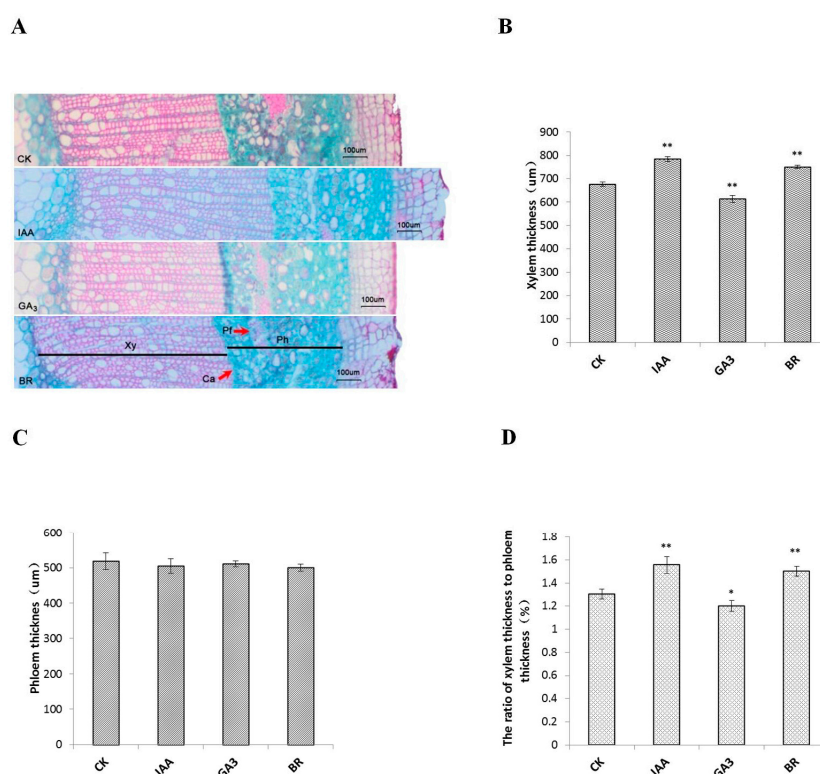 A
CK
100um
IAA
100um
GA3
100um
Pf
Xy
Ph
BR
Ca
100um
B
Xylem thickness（um）
900
800
700
600
500
400
300
200
100
0
**
**
**
CK
IAA
GA3
BR
C
Phloem thicknes（um）
600
500
400
300
200
100
0
CK
IAA
GA3
BR
D
The ratio of xylem thickness to phloem
thickness（%）
1.8
1.6
1.4
1.2
1
0.8
0.6
0.4
0.2
0
**
*
**
CK
IAA
GA3
BR